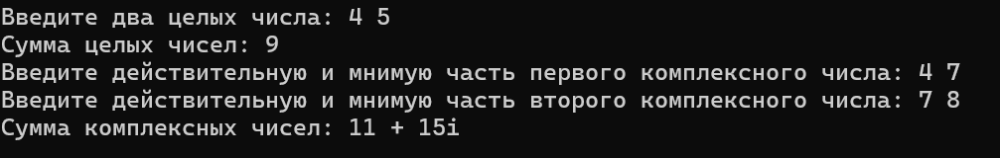 Введите два целых числа: 4 5
Сумма целых чисел: 9
Введите действительную и мнимую часть первого комплексного числа: 4 7
Введите действительную и мнимую часть второго комплексного числа: 7 8
Сумма комплексных чисел: 11 + 15i